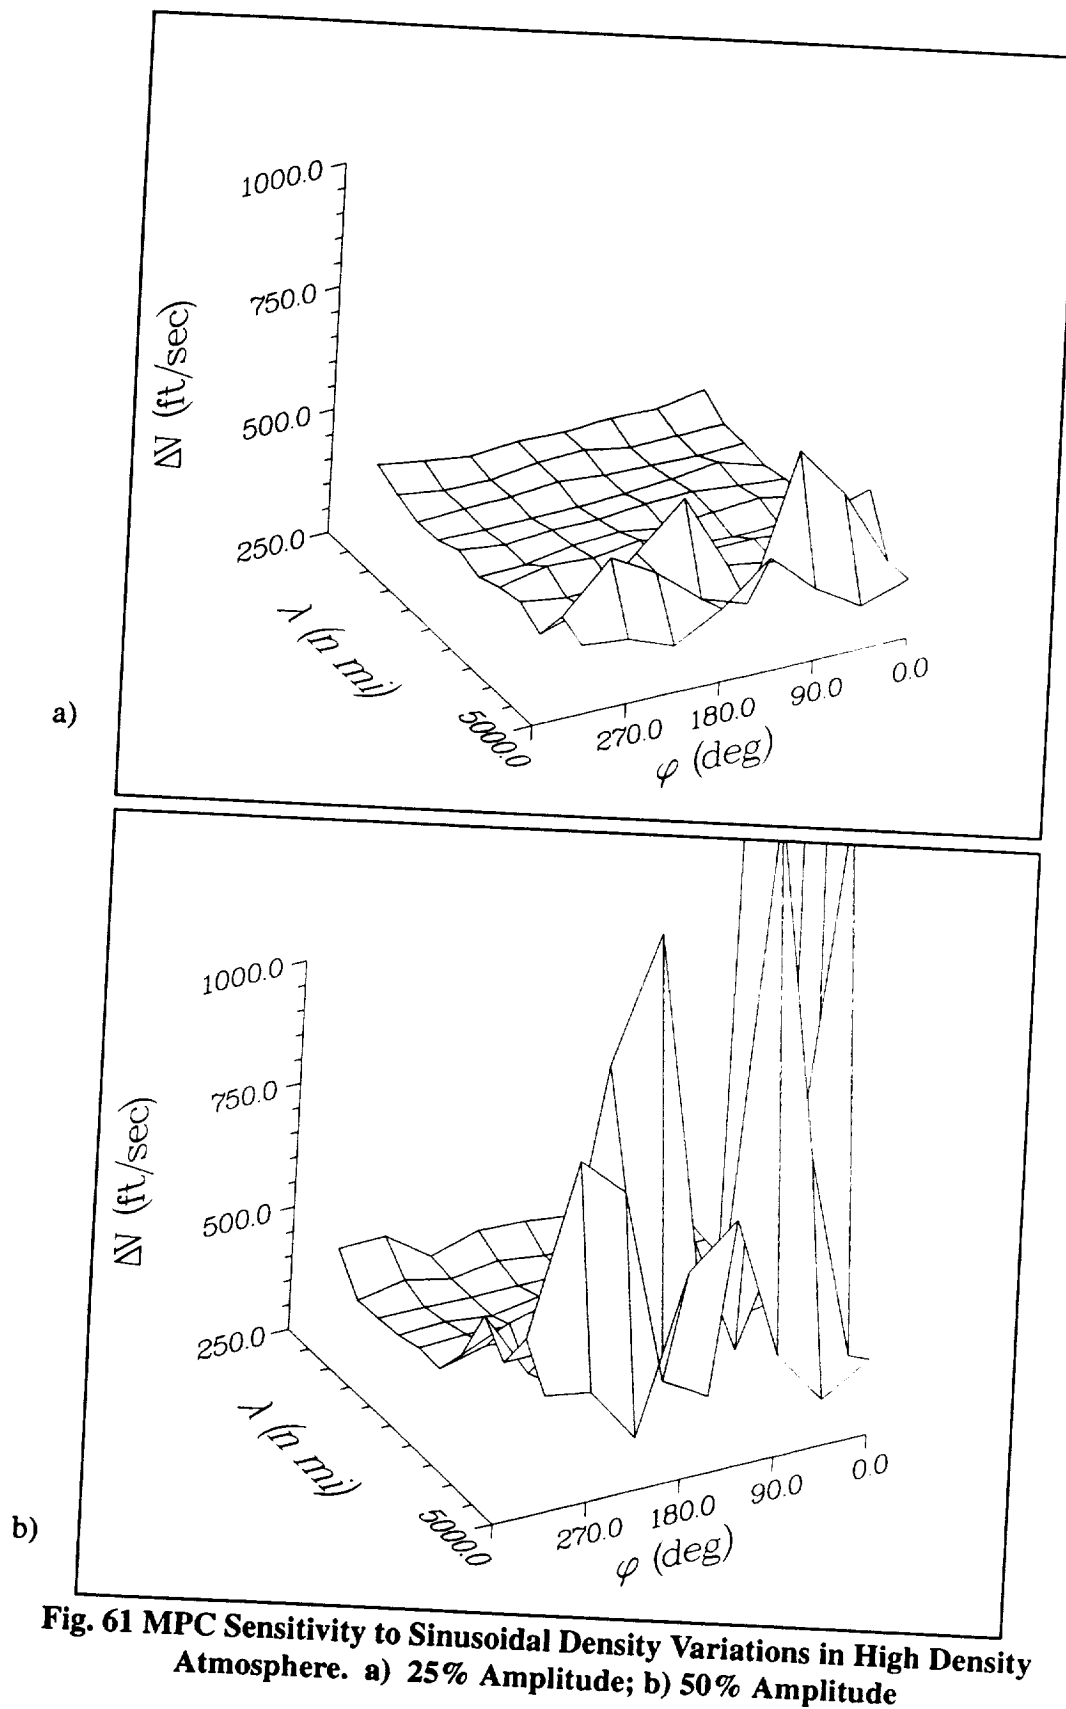 1000.0
750.0
500.0
250.0
ΔV (ft/sec)
λ (n mi)
5000.0
270.0
180.0
90.0
0.0
φ (deg)
a)
1000.0
750.0
500.0
250.0
ΔV (ft/sec)
λ (n mi)
5000.0
270.0
180.0
90.0
0.0
φ (deg)
b)
Fig. 61 MPC Sensitivity to Sinusoidal Density Variations in High Density
Atmosphere. a) 25% Amplitude; b) 50% Amplitude